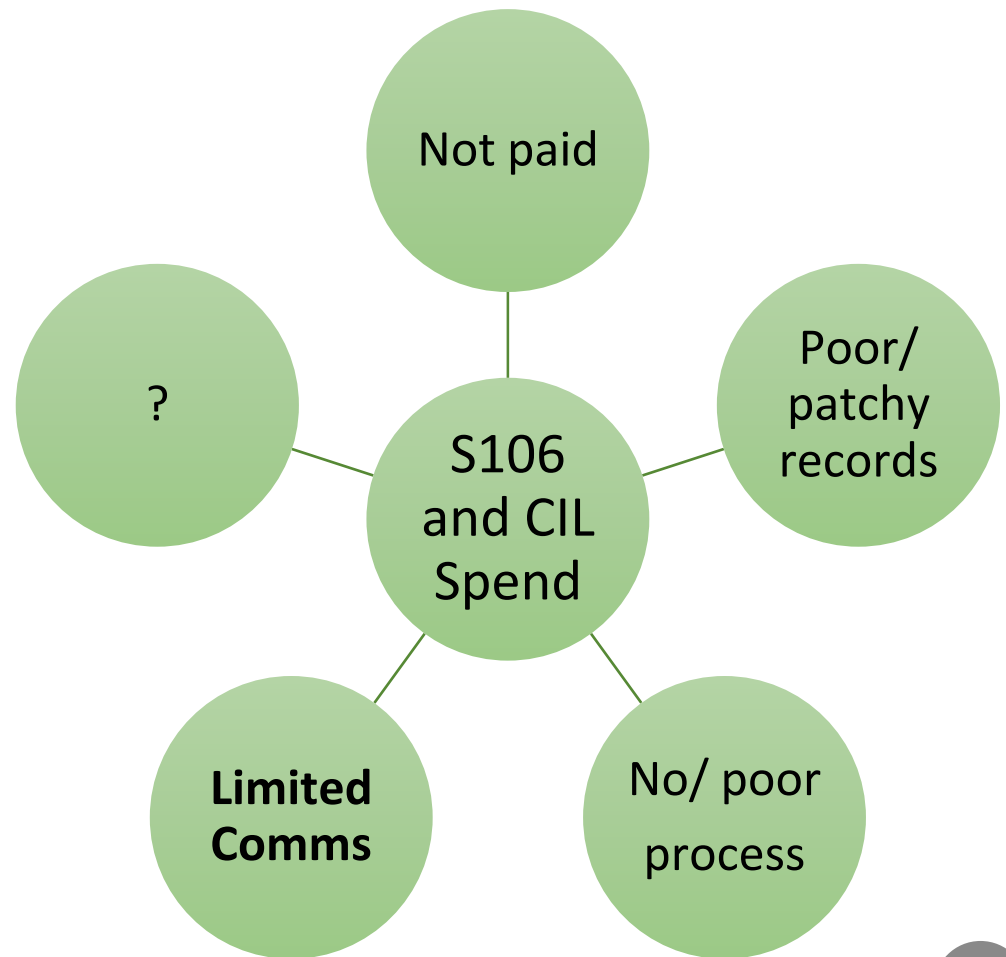 Not paid
Poor/
patchy
records
?
S106
and CIL
Spend
Limited
Comms
No/ poor
process